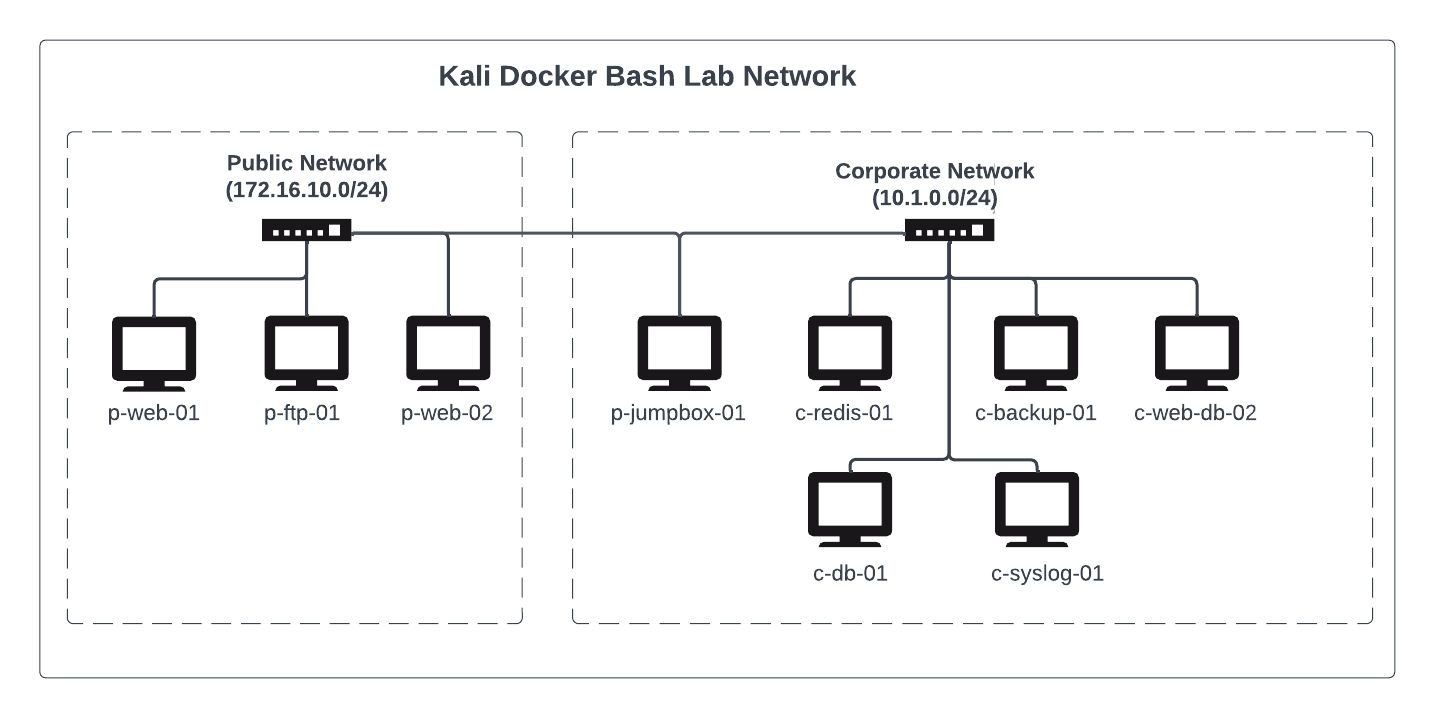 Kali Docker Bash Lab Network
Public Network
(172.16.10.0/24)
Corporate Network
(10.1.0.0/24)
p-web-01
p-ftp-01
p-web-02
p-jumpbox-01
c-redis-01
c-backup-01
c-web-db-02
c-db-01
c-syslog-01